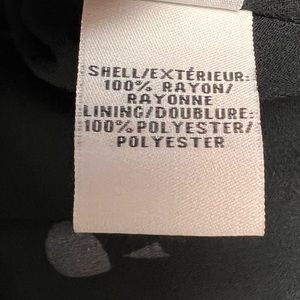 SHELL/EXTÉRIEUR:
100% RAYON/
RAYONNE
LINING/DOUBLURE:
100% POLYESTER/
POLYESTER